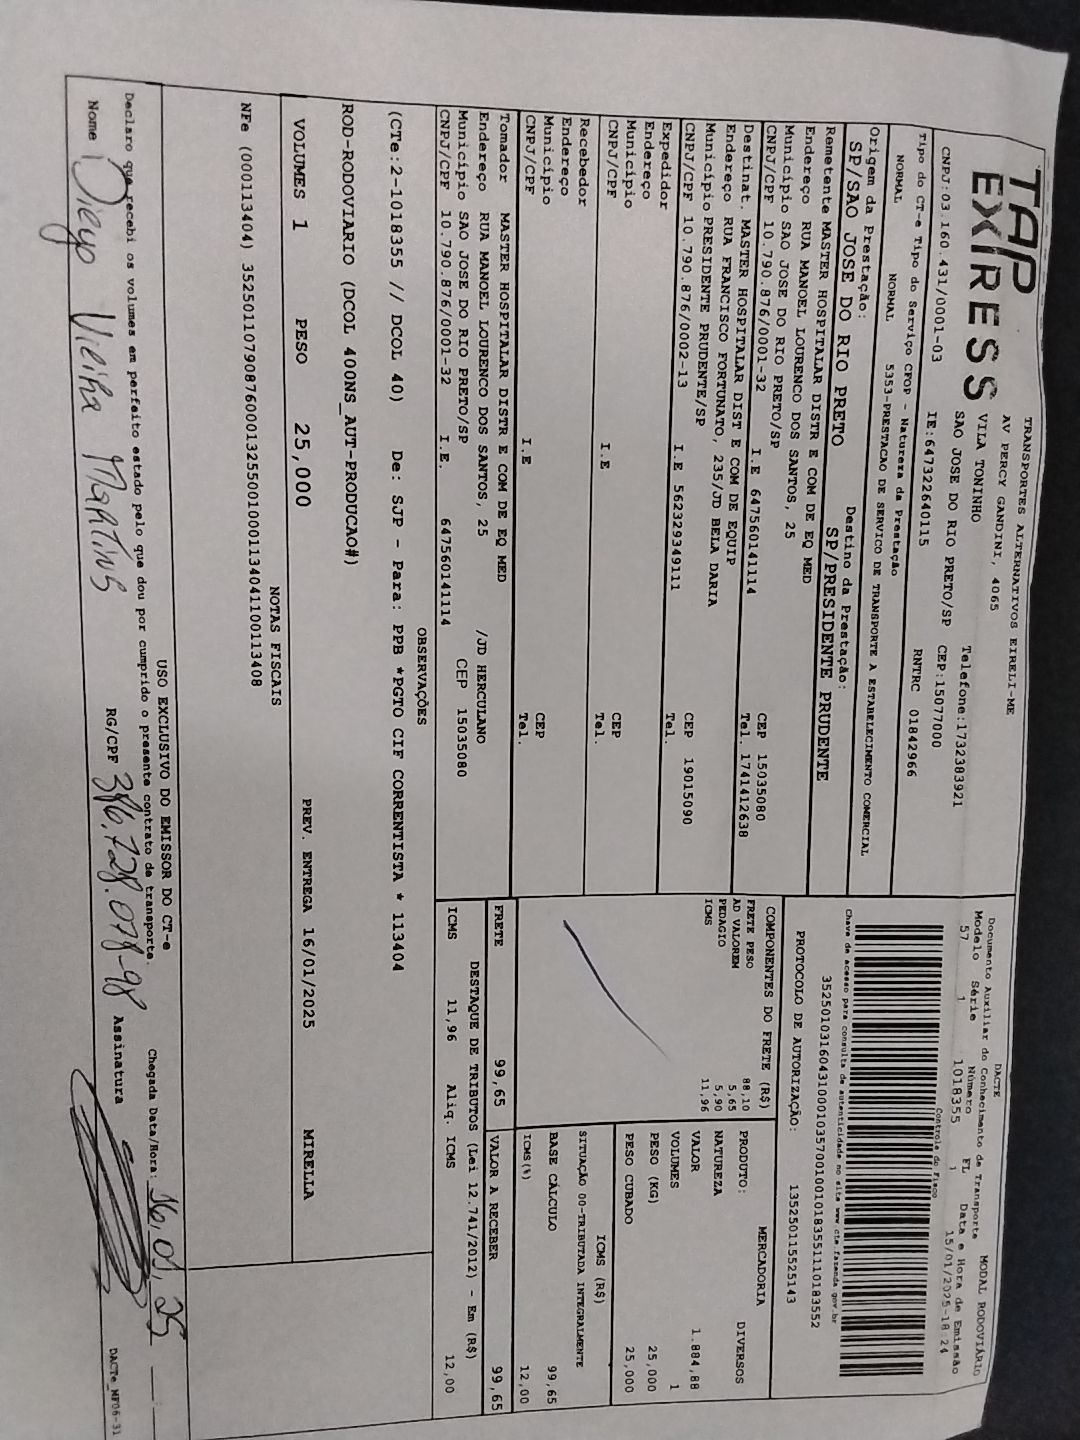 TAP
EXPRESS
TRANSPORTES ALTERNATIVOS EIRELI-ME
AV PERCY GANDINI, 4065
VILA TONINHO Telefone:1732383921
SAO JOSE DO RIO PRETO/SP CEP:15077000
CNPJ:03.160.431/0001-03 IE:647322640115 RNTRC 01842966
Tipo do CT-e Tipo do Serviço CFOP - Natureza da Prestação
NORMAL NORMAL 5353-PRESTACAO DE SERVICO DE TRANSPORTE A ESTABELECIMENTO COMERCIAL
Origem da Prestação: Destino da Prestação:
SP/SAO JOSE DO RIO PRETO SP/PRESIDENTE PRUDENTE
Remetente MASTER HOSPITALAR DISTR E COM DE EQ MED
Endereço RUA MANOEL LOURENCO DOS SANTOS, 25
Município SAO JOSE DO RIO PRETO/SP CEP 15035080
CNPJ/CPF 10.790.876/0001-32 I.E 647560141114 Tel. 1741412638
Destinat. MASTER HOSPITALAR DIST E COM DE EQUIP
Endereço RUA FRANCISCO FORTUNATO, 235/JD BELA DARIA
Município PRESIDENTE PRUDENTE/SP CEP 19015090
CNPJ/CPF 10.790.876/0002-13 I.E 562329349111 Tel.
Expedidor
Endereço
Município CEP
CNPJ/CPF I.E Tel.
Recebedor
Endereço
Município CEP
CNPJ/CPF I.E Tel.
Tomador MASTER HOSPITALAR DISTR E COM DE EQ MED
Endereço RUA MANOEL LOURENCO DOS SANTOS, 25 /JD HERCULANO
Município SAO JOSE DO RIO PRETO/SP CEP 15035080
CNPJ/CPF 10.790.876/0001-32 I.E. 647560141114
DACTE MODAL RODOVIÁRIO
Documento Auxiliar do Conhecimento de Transporte
Modelo Série Número FL Data e Hora de Emissão
57 1 1018355 1 15/01/2025-18:24
Controle do Fisco
Chave de acesso para consulta de autenticidade no site www.cte.fazenda.gov.br
35250103160431000103570010010183551110183552
PROTOCOLO DE AUTORIZAÇÃO: 135250115525143
COMPONENTES DO FRETE (R$)
FRETE PESO 88,10
AD VALOREM 5,65
PEDAGIO 5,90
ICMS 11,96
MERCADORIA
PRODUTO: DIVERSOS
NATUREZA
VALOR 1.884,88
VOLUMES 1
PESO (KG) 25,000
PESO CUBADO 25,000
ICMS (R$)
SITUAÇÃO 00-TRIBUTADA INTEGRALMENTE
BASE CÁLCULO 99,65
ICMS(%) 12,00
FRETE 99,65 VALOR A RECEBER 99,65
DESTAQUE DE TRIBUTOS (Lei 12.741/2012) - Em (R$)
ICMS 11,96 Aliq. ICMS 12,00
OBSERVAÇÕES
(CTe:2-1018355 // DCOL 40) De: SJP - Para: PPB *PGTO CIF CORRENTISTA * 113404
ROD-RODOVIARIO (DCOL 400NS_AUT-PRODUCAO#)
VOLUMES 1 PESO 25,000 PREV. ENTREGA 16/01/2025 MIRELLA
NOTAS FISCAIS
NFe (000113404) 35250110790876000132550010001134041100113408
USO EXCLUSIVO DO EMISSOR DO CT-e
Declaro que recebi os volumes em perfeito estado pelo que dou por cumprido o presente contrato de transporte.
Chegada Data/Hora: 16, 01, 25
Nome Diego Vieira Martins RG/CPF 386.728.078-98 Assinatura
DACTe_MF06-31